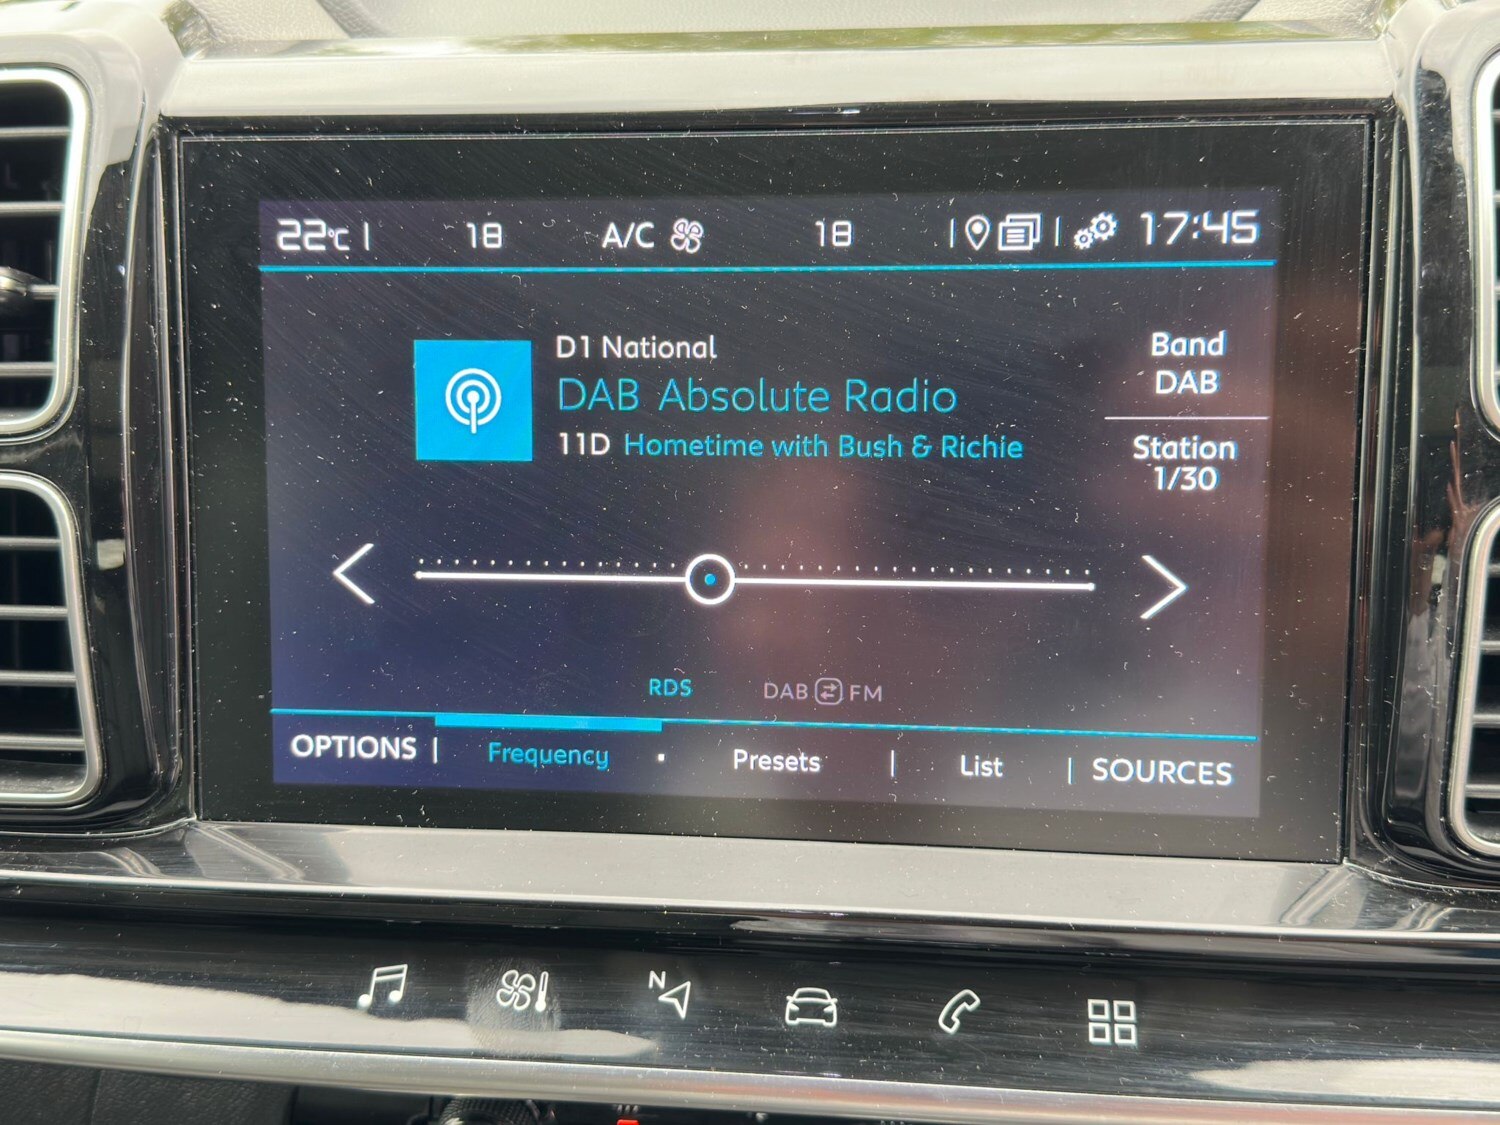 22°C | 18 A/C 18 | | 17:45
D1 National
DAB Absolute Radio
11D Hometime with Bush & Richie
Band
DAB
Station
1/30
RDS DAB FM
OPTIONS | Frequency · Presets | List | SOURCES
N